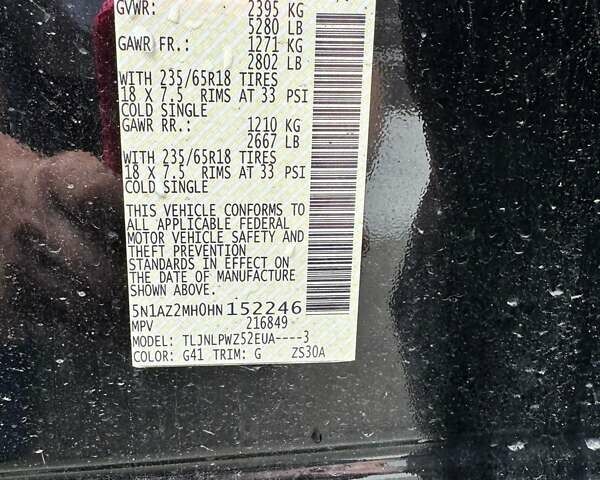 GVWR: 2395 KG
5280 LB
GAWR FR.: 1271 KG
2802 LB
WITH 235/65R18 TIRES
18 X 7.5 RIMS AT 33 PSI
COLD SINGLE
GAWR RR.: 1210 KG
2667 LB
WITH 235/65R18 TIRES
18 X 7.5 RIMS AT 33 PSI
COLD SINGLE
THIS VEHICLE CONFORMS TO
ALL APPLICABLE FEDERAL
MOTOR VEHICLE SAFETY AND
THEFT PREVENTION
STANDARDS IN EFFECT ON
THE DATE OF MANUFACTURE
SHOWN ABOVE.
5N1AZ2MH0HN 152246
MPV 216849
MODEL: TLJNLPWZ52EUA----3
COLOR: G41 TRIM: G ZS30A